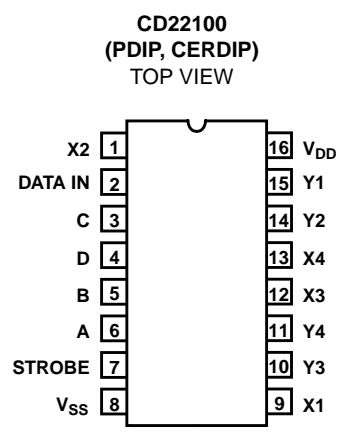 CD22100
(PDIP, CERDIP)
TOP VIEW
X2 1 16 VDD
DATA IN 2 15 Y1
C 3 14 Y2
D 4 13 X4
B 5 12 X3
A 6 11 Y4
STROBE 7 10 Y3
VSS 8 9 X1